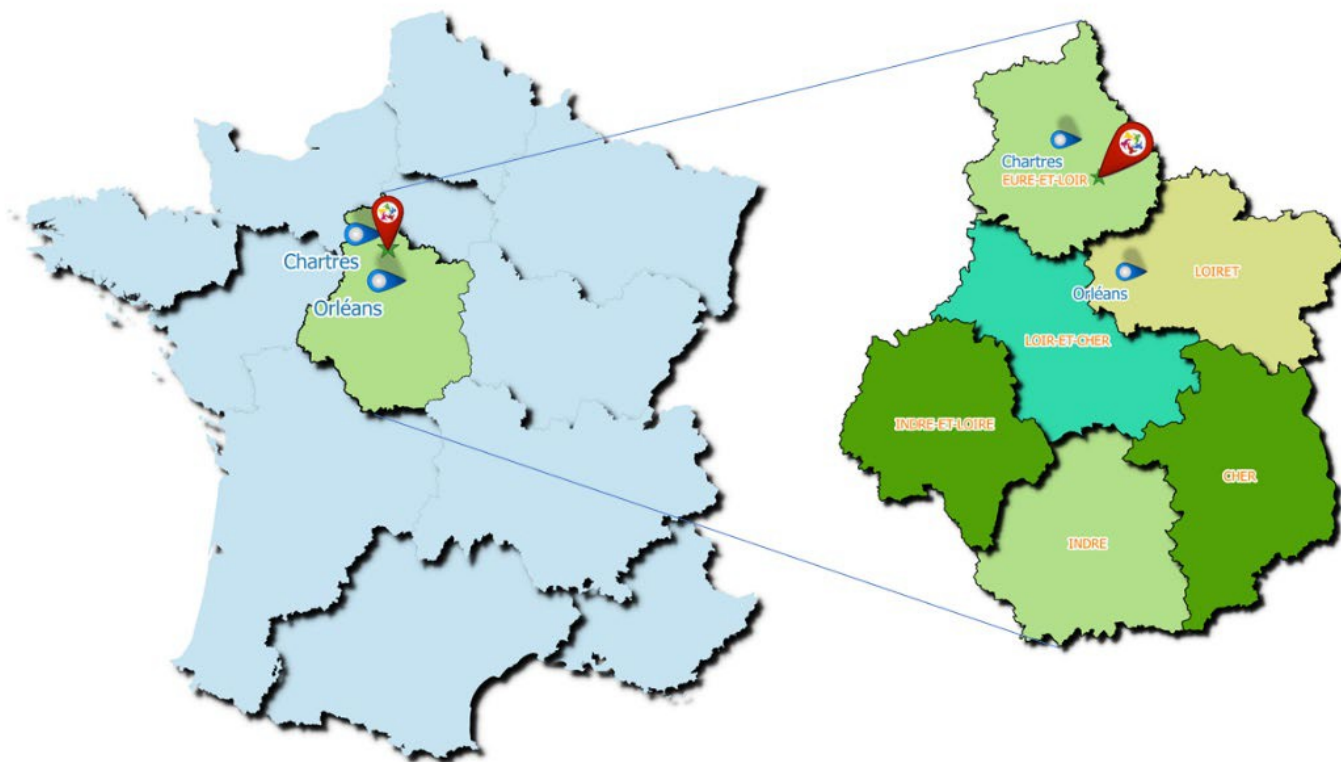 Chartres
Orléans
Chartres
EURE-ET-LOIR
LOIRET
Orléans
LOIR-ET-CHER
INDRE-ET-LOIRE
CHER
INDRE